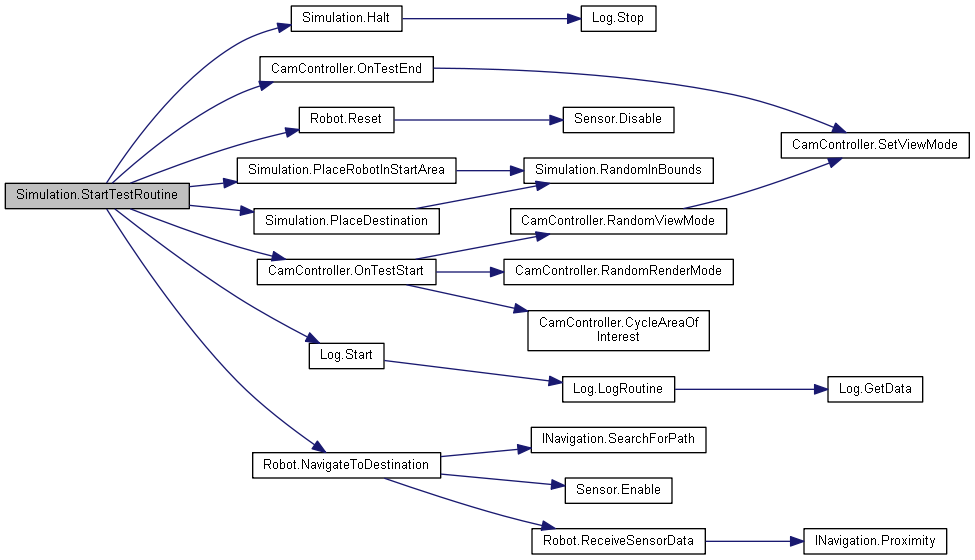 Simulation.StartTestRoutine
Simulation.Halt
Log.Stop
CamController.OnTestEnd
CamController.SetViewMode
Robot.Reset
Sensor.Disable
Simulation.PlaceRobotInStartArea
Simulation.RandomInBounds
Simulation.PlaceDestination
CamController.RandomViewMode
CamController.OnTestStart
CamController.RandomRenderMode
CamController.CycleAreaOf
Interest
Log.Start
Log.LogRoutine
Log.GetData
Robot.NavigateToDestination
INavigation.SearchForPath
Sensor.Enable
Robot.ReceiveSensorData
INavigation.Proximity